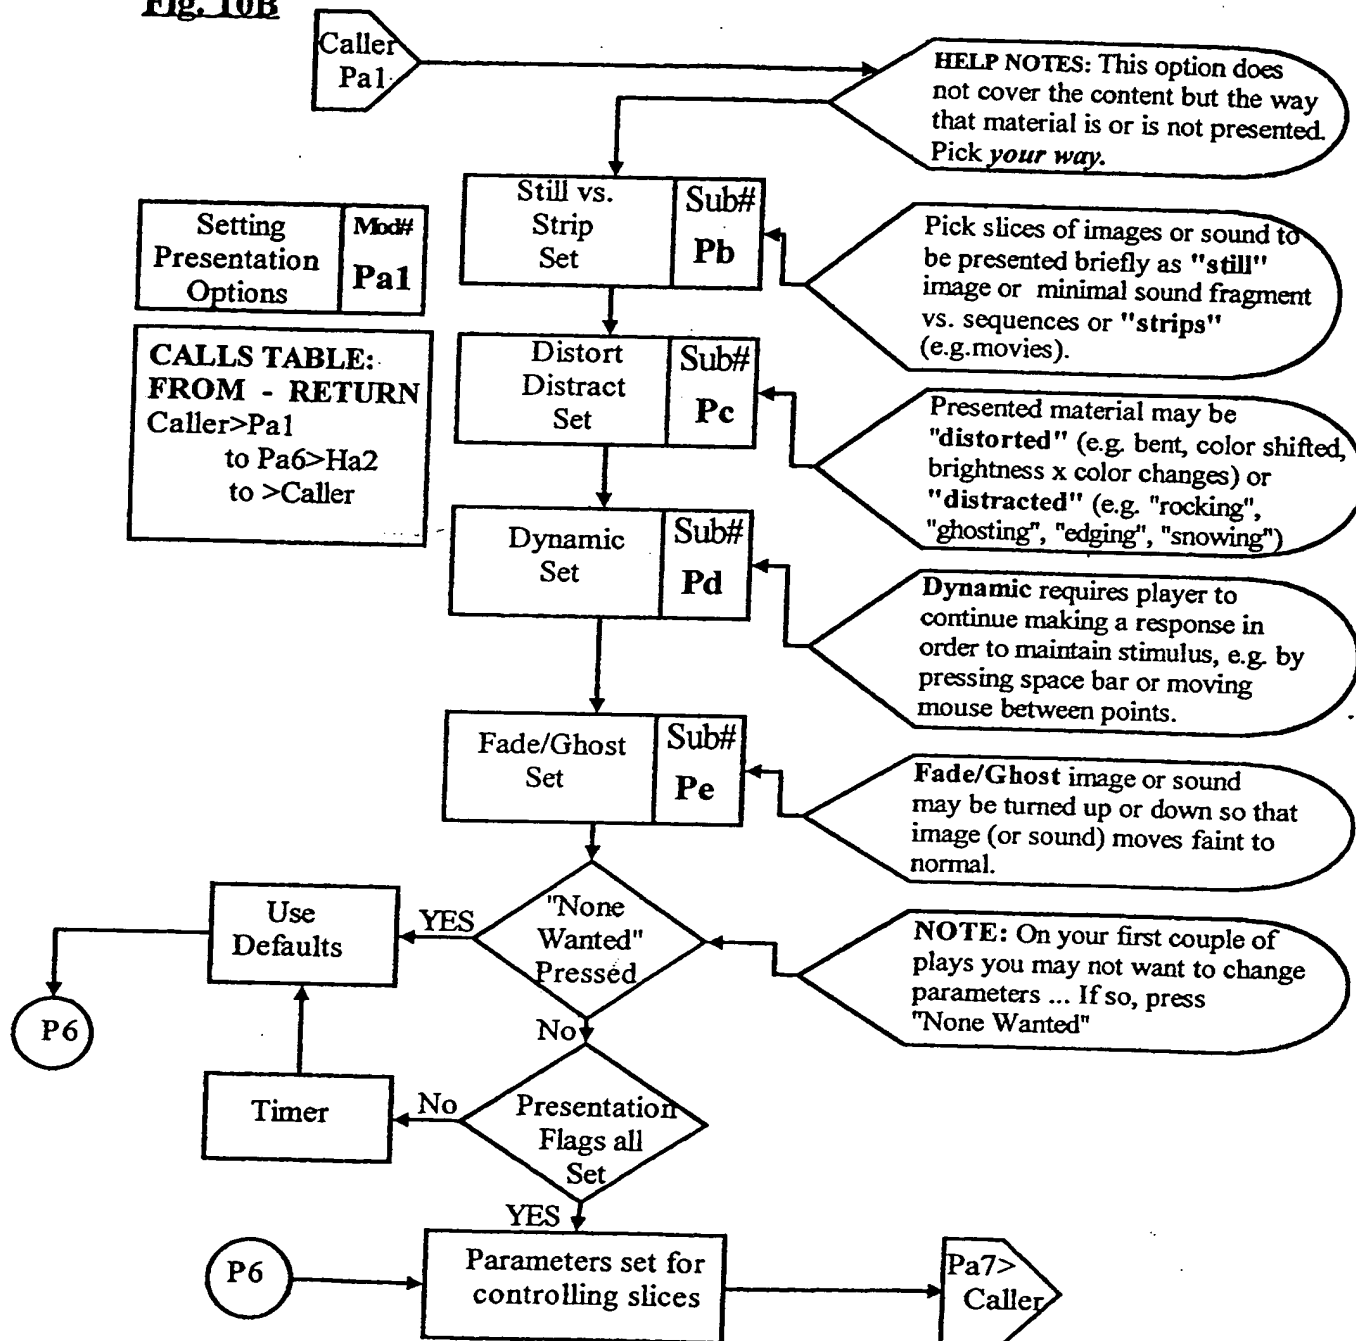 Fig. 10B
Caller
Pa1
HELP NOTES: This option does
not cover the content but the way
that material is or is not presented.
Pick your way.
Still vs.
Strip
Set
Sub#
Pb
Setting
Presentation
Options
Mod#
Pa1
Pick slices of images or sound to
be presented briefly as "still"
image or minimal sound fragment
vs. sequences or "strips"
(e.g.movies).
CALLS TABLE:
FROM - RETURN
Caller>Pa1
to Pa6>Ha2
to >Caller
Distort
Distract
Set
Sub#
Pc
Presented material may be
"distorted" (e.g. bent, color shifted,
brightness x color changes) or
"distracted" (e.g. "rocking",
"ghosting", "edging", "snowing")
Dynamic
Set
Sub#
Pd
Dynamic requires player to
continue making a response in
order to maintain stimulus, e.g. by
pressing space bar or moving
mouse between points.
Fade/Ghost
Set
Sub#
Pe
Fade/Ghost image or sound
may be turned up or down so that
image (or sound) moves faint to
normal.
Use
Defaults
YES
"None
Wanted"
Pressed
NOTE: On your first couple of
plays you may not want to change
parameters ... If so, press
"None Wanted"
P6
No
Timer
No
Presentation
Flags all
Set
YES
P6
Parameters set for
controlling slices
Pa7>
Caller